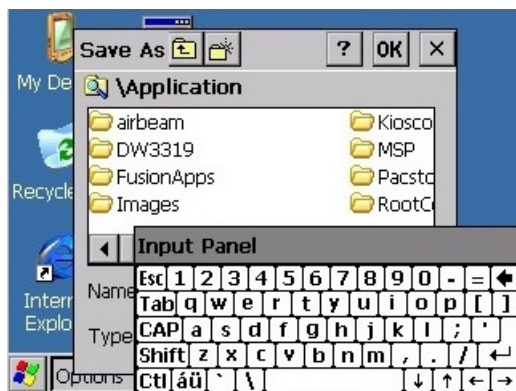 Save As ? OK ×
My De
\Application
airbeam Kiosco
DW3319 MSP
FusionApps Pacsto
Images RootC
Recycle
Input Panel
Esc 1 2 3 4 5 6 7 8 9 0 - =
Name
Tab q w e r t y u i o p [ ]
Intern
CAP a s d f g h j k l ; '
Explo
Type
Shift z x c v b n m , . /
Options
Ctl áü ` \